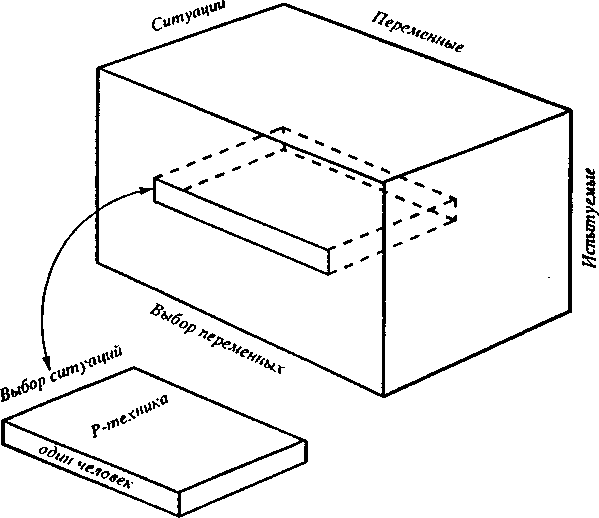 Ситуации
Переменные
Испытуемые
Выбор переменных
Выбор ситуаций
Р-техника
один человек